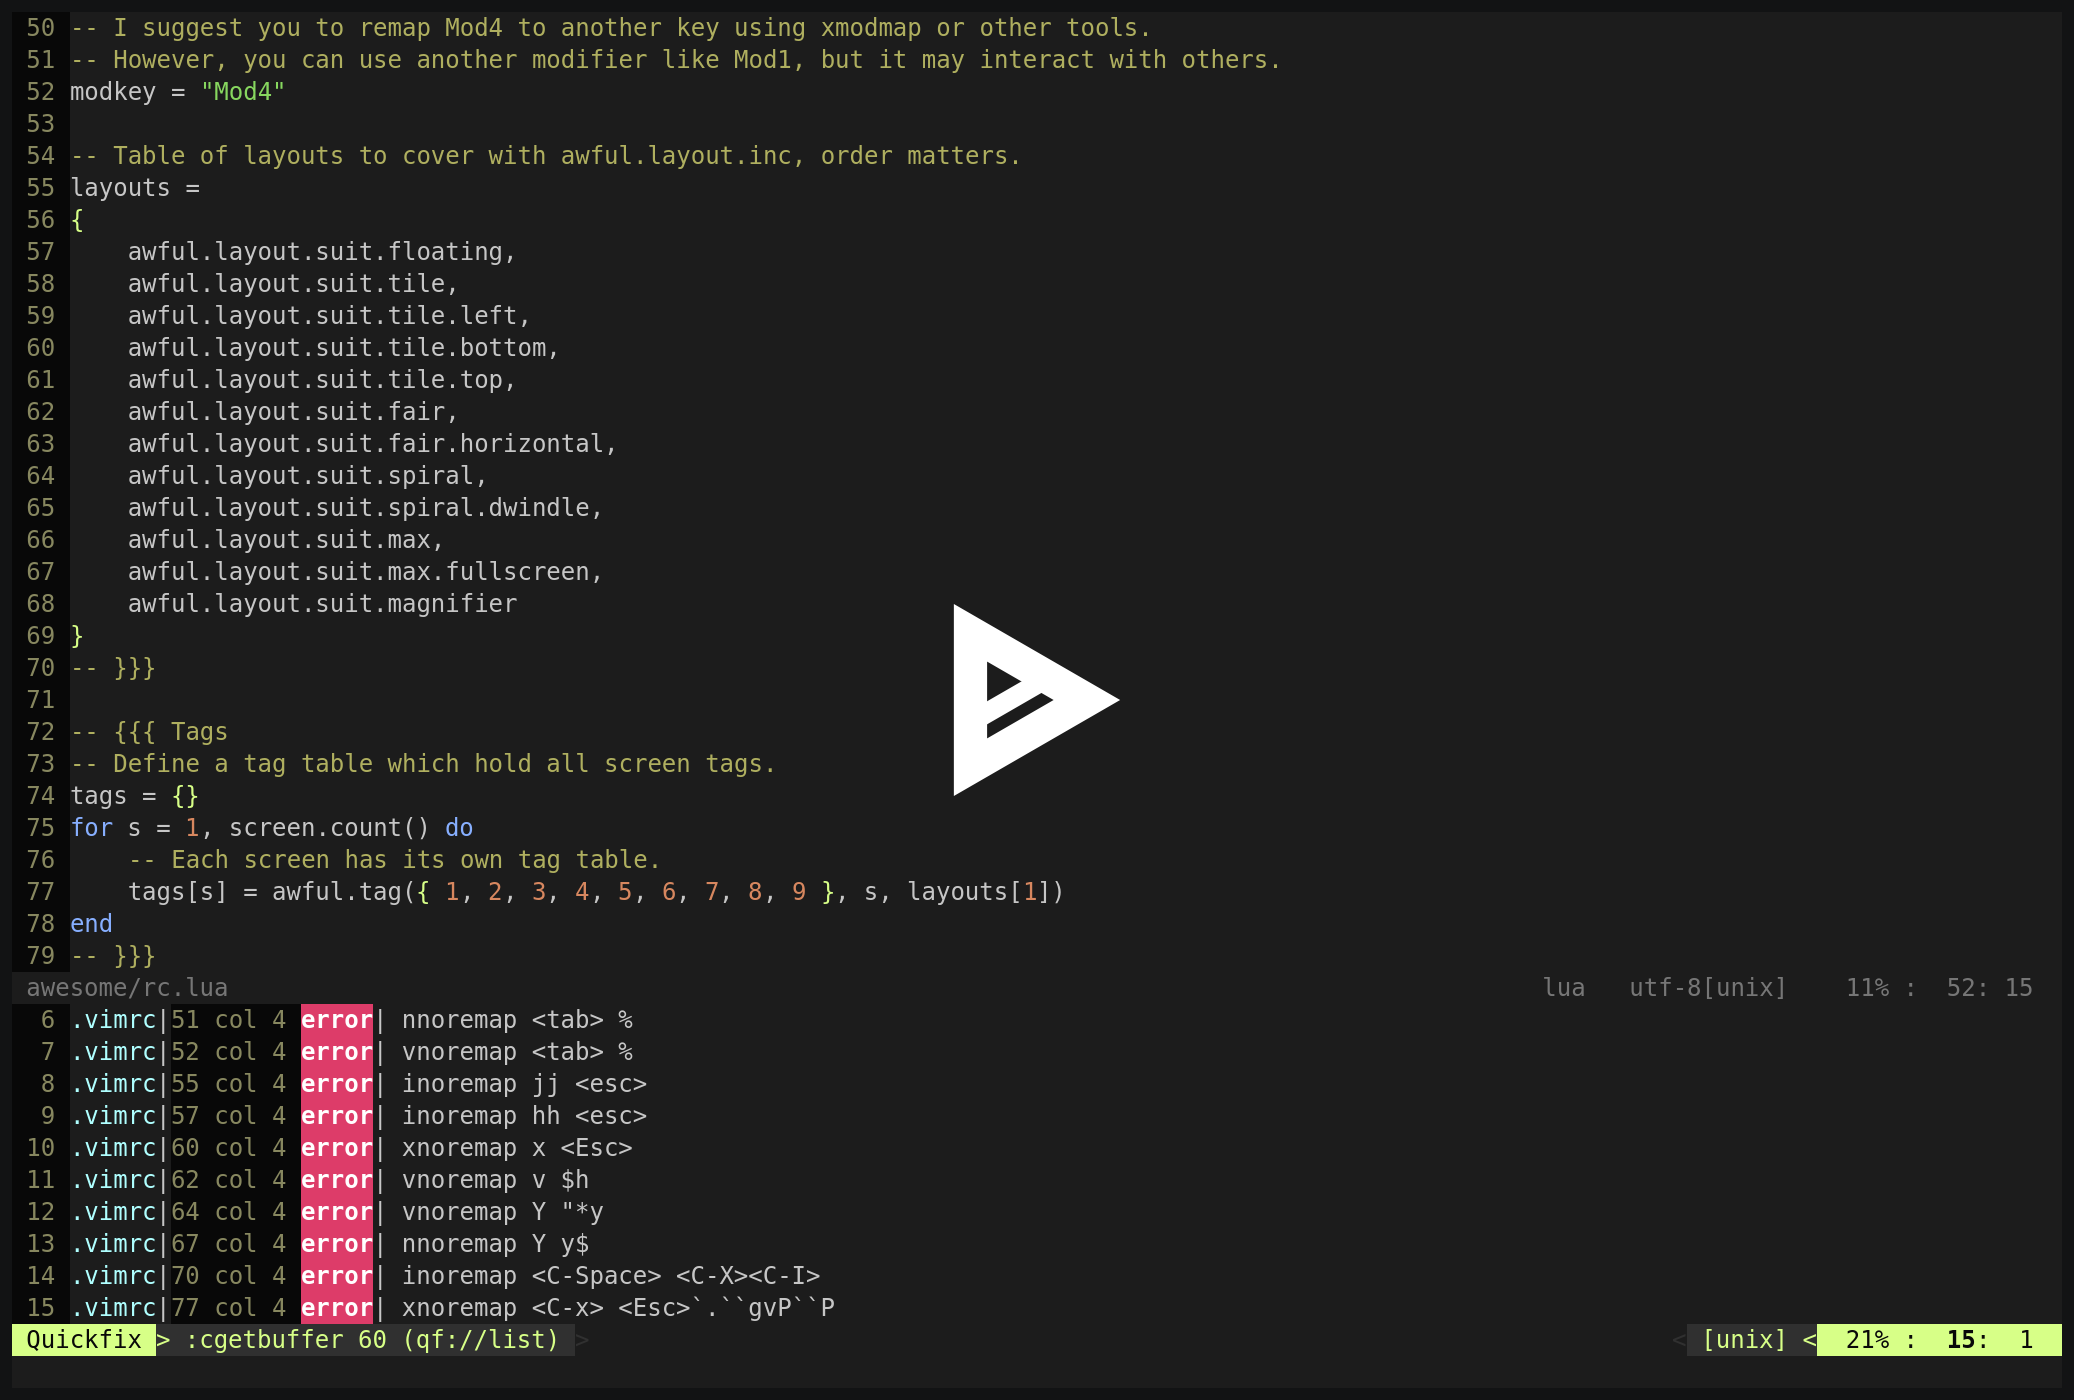 50 -- I suggest you to remap Mod4 to another key using xmodmap or other tools.
51 -- However, you can use another modifier like Mod1, but it may interact with others.
52 modkey = "Mod4"
53
54 -- Table of layouts to cover with awful.layout.inc, order matters.
55 layouts =
56 {
57     awful.layout.suit.floating,
58     awful.layout.suit.tile,
59     awful.layout.suit.tile.left,
60     awful.layout.suit.tile.bottom,
61     awful.layout.suit.tile.top,
62     awful.layout.suit.fair,
63     awful.layout.suit.fair.horizontal,
64     awful.layout.suit.spiral,
65     awful.layout.suit.spiral.dwindle,
66     awful.layout.suit.max,
67     awful.layout.suit.max.fullscreen,
68     awful.layout.suit.magnifier
69 }
70 -- }}}
71
72 -- {{{ Tags
73 -- Define a tag table which hold all screen tags.
74 tags = {}
75 for s = 1, screen.count() do
76     -- Each screen has its own tag table.
77     tags[s] = awful.tag({ 1, 2, 3, 4, 5, 6, 7, 8, 9 }, s, layouts[1])
78 end
79 -- }}}
awesome/rc.lua lua utf-8[unix] 11% : 52: 15
6 .vimrc|51 col 4 error| nnoremap <tab> %
7 .vimrc|52 col 4 error| vnoremap <tab> %
8 .vimrc|55 col 4 error| inoremap jj <esc>
9 .vimrc|57 col 4 error| inoremap hh <esc>
10 .vimrc|60 col 4 error| xnoremap x <Esc>
11 .vimrc|62 col 4 error| vnoremap v $h
12 .vimrc|64 col 4 error| vnoremap Y "*y
13 .vimrc|67 col 4 error| nnoremap Y y$
14 .vimrc|70 col 4 error| inoremap <C-Space> <C-X><C-I>
15 .vimrc|77 col 4 error| xnoremap <C-x> <Esc>`.``gvP``P
Quickfix > :cgetbuffer 60 (qf://list) > < [unix] < 21% : 15: 1